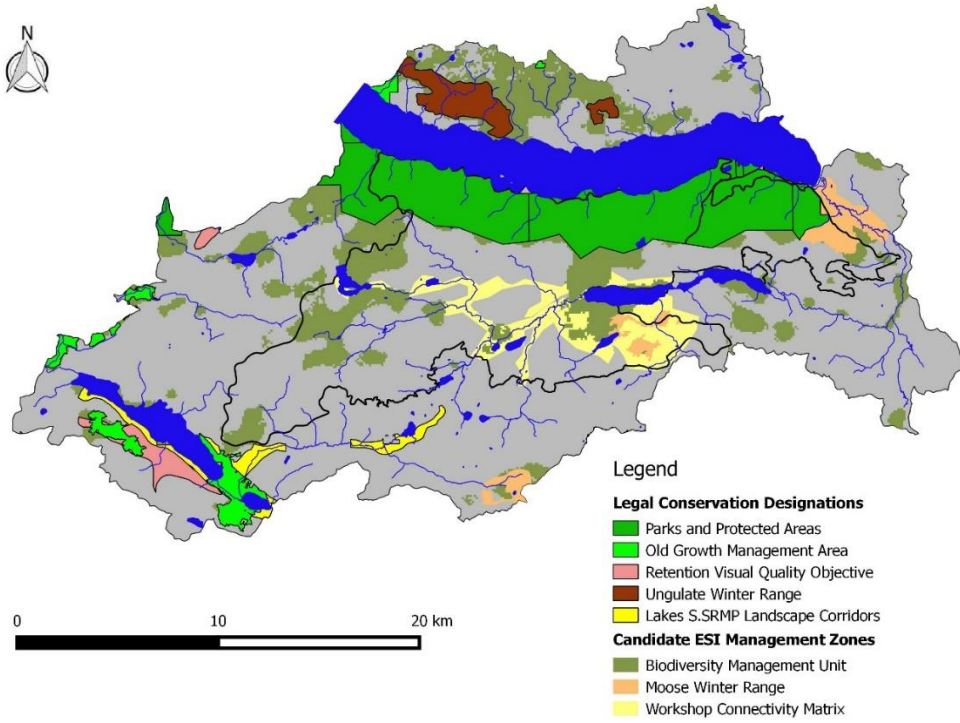 N
Legend
Legal Conservation Designations
Parks and Protected Areas
Old Growth Management Area
Retention Visual Quality Objective
Ungulate Winter Range
Lakes S.SRMP Landscape Corridors
Candidate ESI Management Zones
Biodiversity Management Unit
Moose Winter Range
Workshop Connectivity Matrix
0 10 20 km